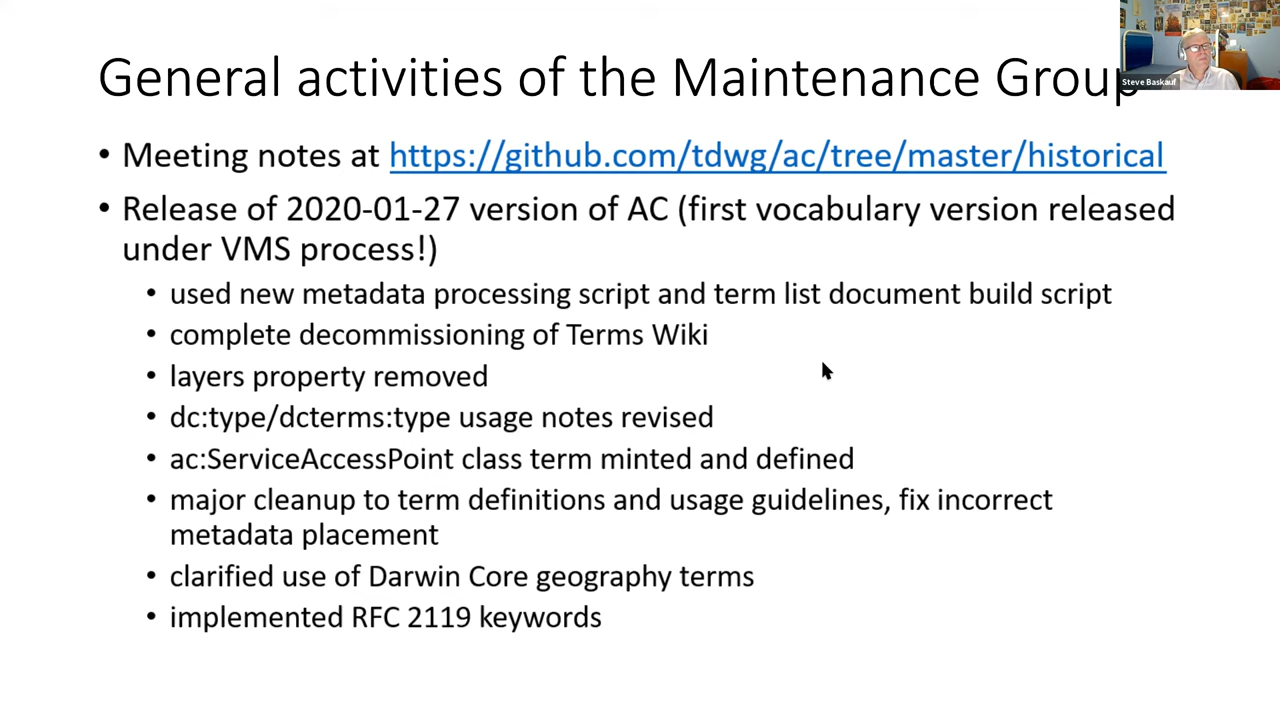 General activities of the Maintenance Group
Steve Baskauf
• Meeting notes at https://github.com/tdwg/ac/tree/master/historical
• Release of 2020-01-27 version of AC (first vocabulary version released
under VMS process!)
• used new metadata processing script and term list document build script
• complete decommissioning of Terms Wiki
• layers property removed
• dc:type/dcterms:type usage notes revised
• ac:ServiceAccessPoint class term minted and defined
• major cleanup to term definitions and usage guidelines, fix incorrect
metadata placement
• clarified use of Darwin Core geography terms
• implemented RFC 2119 keywords